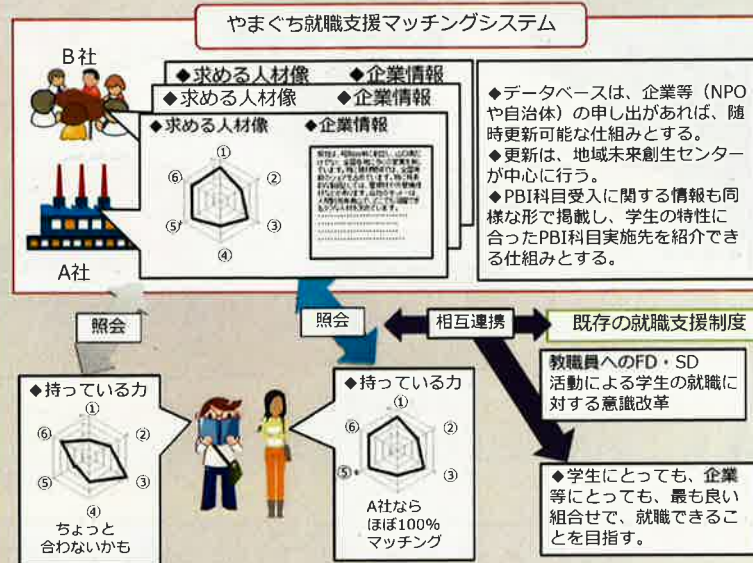 やまぐち就職支援マッチングシステム
B社
◆求める人材像 ◆企業情報
◆求める人材像 ◆企業情報
◆求める人材像 ◆企業情報
①
②
③
④
⑤
⑥
A社
◆データベースは、企業等（NPO
や自治体）の申し出があれば、随
時更新可能な仕組みとする。
◆更新は、地域未来創生センター
が中心に行う。
◆PBI科目受入に関する情報も同
様な形で掲載し、学生の特性に
合ったPBI科目実施先を紹介でき
る仕組みとする。
照会
照会
相互連携
既存の就職支援制度
教職員へのFD・SD
活動による学生の就職に
対する意識改革
◆持っている力
①
②
③
④
⑤
⑥
ちょっと
合わないかも
◆持っている力
①
②
③
④
⑤
⑥
A社なら
ほぼ100%
マッチング
◆学生にとっても、企業
等にとっても、最も良い
組合せで、就職できるこ
とを目指す。